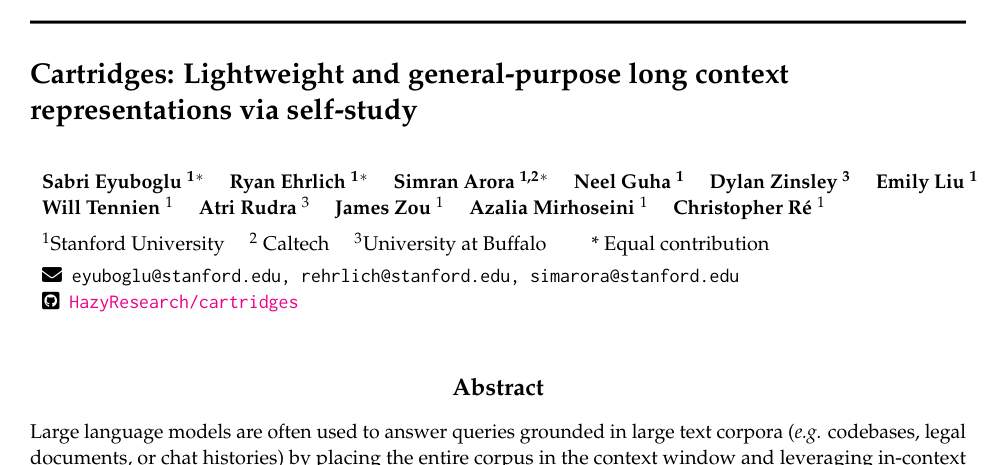 Cartridges: Lightweight and general-purpose long context
representations via self-study
Sabri Eyuboglu 1* Ryan Ehrlich 1* Simran Arora 1,2* Neel Guha 1 Dylan Zinsley 3 Emily Liu 1
Will Tennien 1 Atri Rudra 3 James Zou 1 Azalia Mirhoseini 1 Christopher Ré 1
1Stanford University 2 Caltech 3University at Buffalo * Equal contribution
eyuboglu@stanford.edu, rehrlich@stanford.edu, simarora@stanford.edu
HazyResearch/cartridges
Abstract
Large language models are often used to answer queries grounded in large text corpora (e.g. codebases, legal
documents, or chat histories) by placing the entire corpus in the context window and leveraging in-context